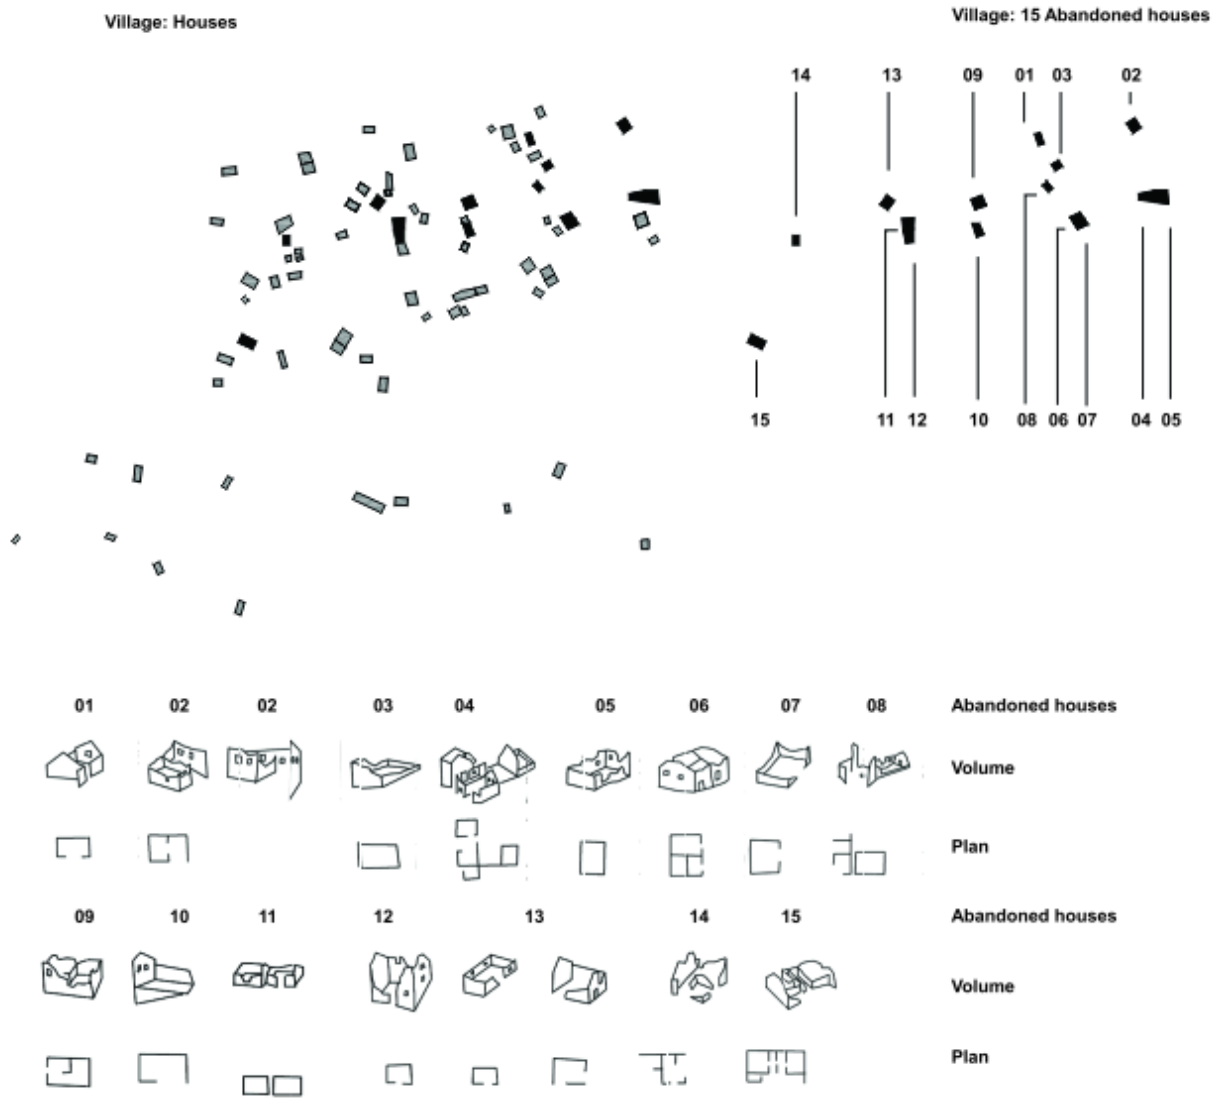 Village: Houses
Village: 15 Abandoned houses
14 13 09 01 03 02
15 11 12 10 08 06 07 04 05
01 02 02 03 04 05 06 07 08 Abandoned houses
Volume
Plan
09 10 11 12 13 14 15 Abandoned houses
Volume
Plan